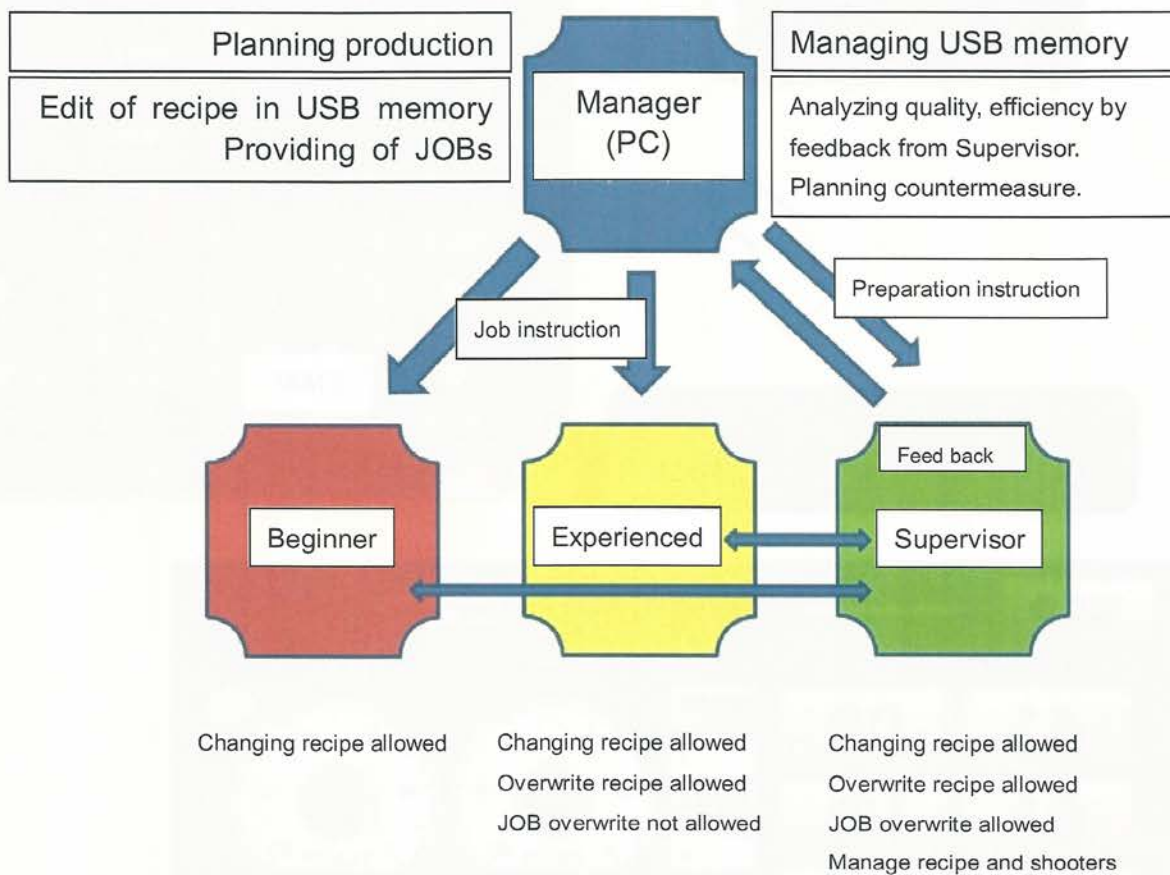 Planning production
Edit of recipe in USB memory
Providing of JOBs
Manager
(PC)
Managing USB memory
Analyzing quality, efficiency by
feedback from Supervisor.
Planning countermeasure.
Job instruction
Preparation instruction
Feed back
Beginner
Experienced
Supervisor
Changing recipe allowed
Changing recipe allowed
Overwrite recipe allowed
JOB overwrite not allowed
Changing recipe allowed
Overwrite recipe allowed
JOB overwrite allowed
Manage recipe and shooters